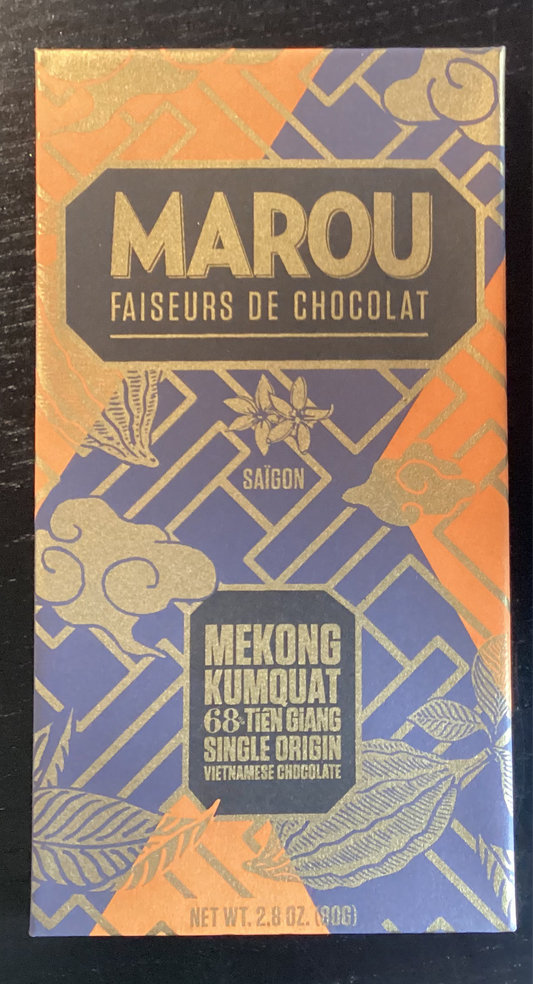 MAROU
FAISEURS DE CHOCOLAT
SAÏGON
MEKONG
KUMQUAT
68% TIỀN GIANG
SINGLE ORIGIN
VIETNAMESE CHOCOLATE
NET WT. 2.8 OZ. (80G)